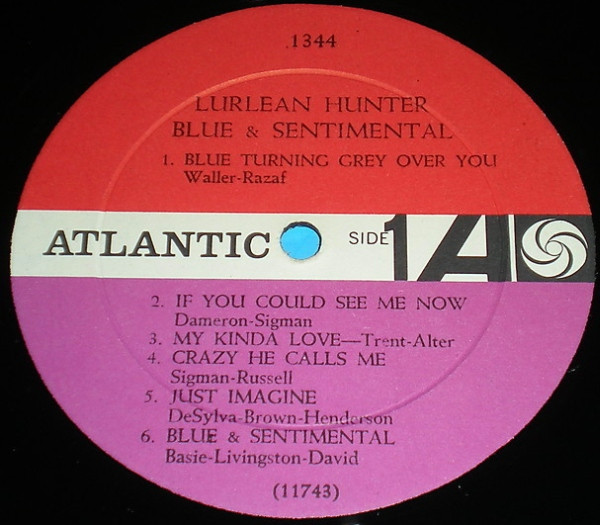 1344
LURLEAN HUNTER
BLUE & SENTIMENTAL
1. BLUE TURNING GREY OVER YOU
Waller-Razaf
ATLANTIC SIDE 1 A
2. IF YOU COULD SEE ME NOW
Dameron-Sigman
3. MY KINDA LOVE—Trent-Alter
4. CRAZY HE CALLS ME
Sigman-Russell
5. JUST IMAGINE
DeSylva-Brown-Henderson
6. BLUE & SENTIMENTAL
Basie-Livingston-David
(11743)